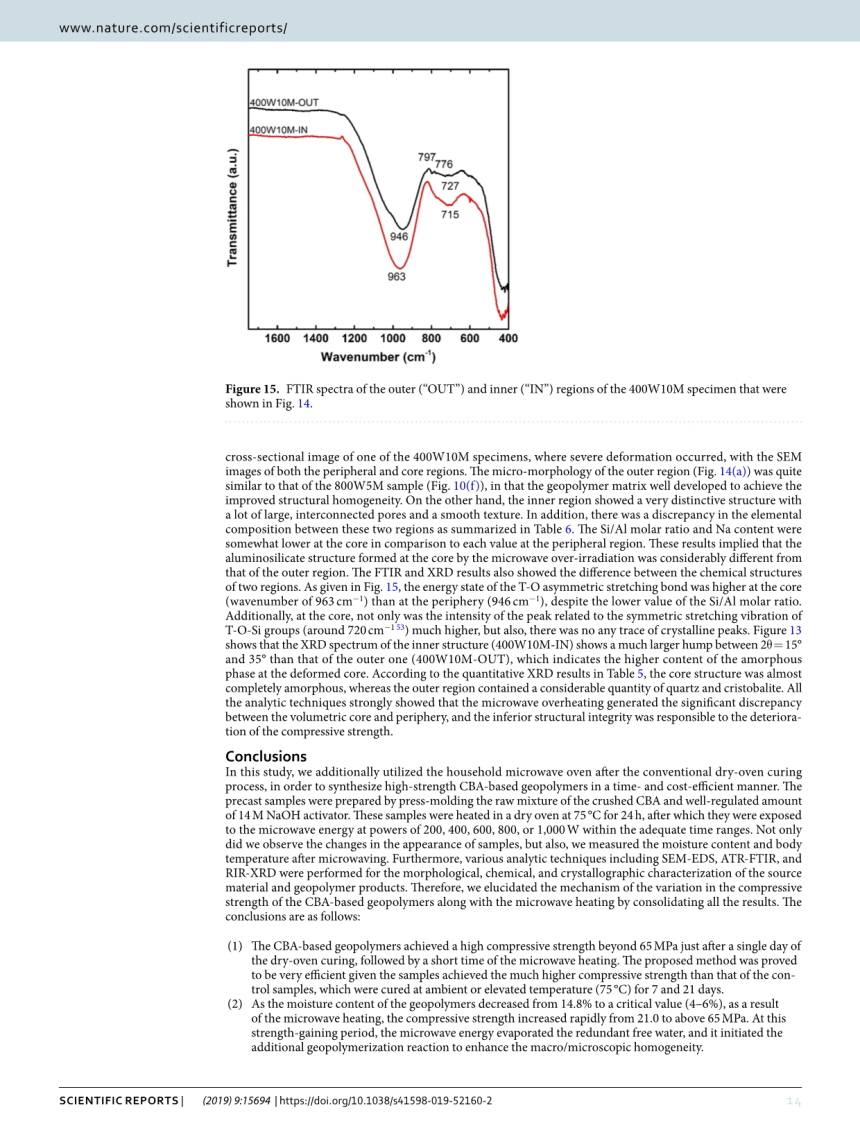 www.nature.com/scientificreports/
400W10M-OUT
400W10M-IN
797
776
727
715
946
963
Transmittance (a.u.)
1600 1400 1200 1000 800 600 400
Wavenumber (cm⁻¹)
Figure 15. FTIR spectra of the outer (“OUT”) and inner (“IN”) regions of the 400W10M specimen that were
shown in Fig. 14.
cross-sectional image of one of the 400W10M specimens, where severe deformation occurred, with the SEM
images of both the peripheral and core regions. The micro-morphology of the outer region (Fig. 14(a)) was quite
similar to that of the 800W5M sample (Fig. 10(f)), in that the geopolymer matrix well developed to achieve the
improved structural homogeneity. On the other hand, the inner region showed a very distinctive structure with
a lot of large, interconnected pores and a smooth texture. In addition, there was a discrepancy in the elemental
composition between these two regions as summarized in Table 6. The Si/Al molar ratio and Na content were
somewhat lower at the core in comparison to each value at the peripheral region. These results implied that the
aluminosilicate structure formed at the core by the microwave over-irradiation was considerably different from
that of the outer region. The FTIR and XRD results also showed the difference between the chemical structures
of two regions. As given in Fig. 15, the energy state of the T-O asymmetric stretching bond was higher at the core
(wavenumber of 963 cm⁻¹) than at the periphery (946 cm⁻¹), despite the lower value of the Si/Al molar ratio.
Additionally, at the core, not only was the intensity of the peak related to the symmetric stretching vibration of
T-O-Si groups (around 720 cm⁻¹ ⁵³) much higher, but also, there was no any trace of crystalline peaks. Figure 13
shows that the XRD spectrum of the inner structure (400W10M-IN) shows a much larger hump between 2θ = 15°
and 35° than that of the outer one (400W10M-OUT), which indicates the higher content of the amorphous
phase at the deformed core. According to the quantitative XRD results in Table 5, the core structure was almost
completely amorphous, whereas the outer region contained a considerable quantity of quartz and cristobalite. All
the analytic techniques strongly showed that the microwave overheating generated the significant discrepancy
between the volumetric core and periphery, and the inferior structural integrity was responsible to the deteriora-
tion of the compressive strength.
Conclusions
In this study, we additionally utilized the household microwave oven after the conventional dry-oven curing
process, in order to synthesize high-strength CBA-based geopolymers in a time- and cost-efficient manner. The
precast samples were prepared by press-molding the raw mixture of the crushed CBA and well-regulated amount
of 14 M NaOH activator. These samples were heated in a dry oven at 75 °C for 24 h, after which they were exposed
to the microwave energy at powers of 200, 400, 600, 800, or 1,000 W within the adequate time ranges. Not only
did we observe the changes in the appearance of samples, but also, we measured the moisture content and body
temperature after microwaving. Furthermore, various analytic techniques including SEM-EDS, ATR-FTIR, and
RIR-XRD were performed for the morphological, chemical, and crystallographic characterization of the source
material and geopolymer products. Therefore, we elucidated the mechanism of the variation in the compressive
strength of the CBA-based geopolymers along with the microwave heating by consolidating all the results. The
conclusions are as follows:
(1) The CBA-based geopolymers achieved a high compressive strength beyond 65 MPa just after a single day of
the dry-oven curing, followed by a short time of the microwave heating. The proposed method was proved
to be very efficient given the samples achieved the much higher compressive strength than that of the con-
trol samples, which were cured at ambient or elevated temperature (75 °C) for 7 and 21 days.
(2) As the moisture content of the geopolymers decreased from 14.8% to a critical value (4–6%), as a result
of the microwave heating, the compressive strength increased rapidly from 21.0 to above 65 MPa. At this
strength-gaining period, the microwave energy evaporated the redundant free water, and it initiated the
additional geopolymerization reaction to enhance the macro/microscopic homogeneity.
SCIENTIFIC REPORTS | (2019) 9:15694 | https://doi.org/10.1038/s41598-019-52160-2 14